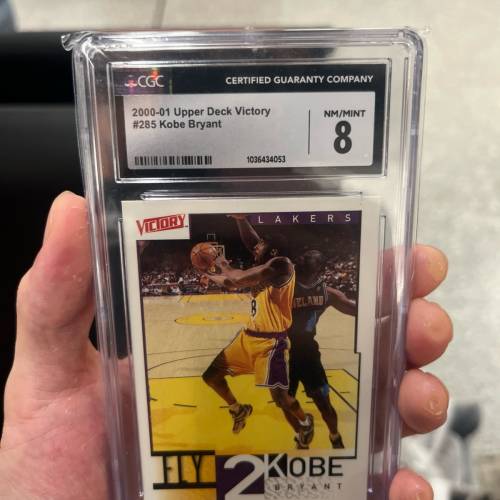 CGC
CERTIFIED GUARANTY COMPANY
2000-01 Upper Deck Victory
#285 Kobe Bryant
NM/MINT
8
1036434053
VICTORY
LAKERS
8
FLY
2KOBE
BRYANT